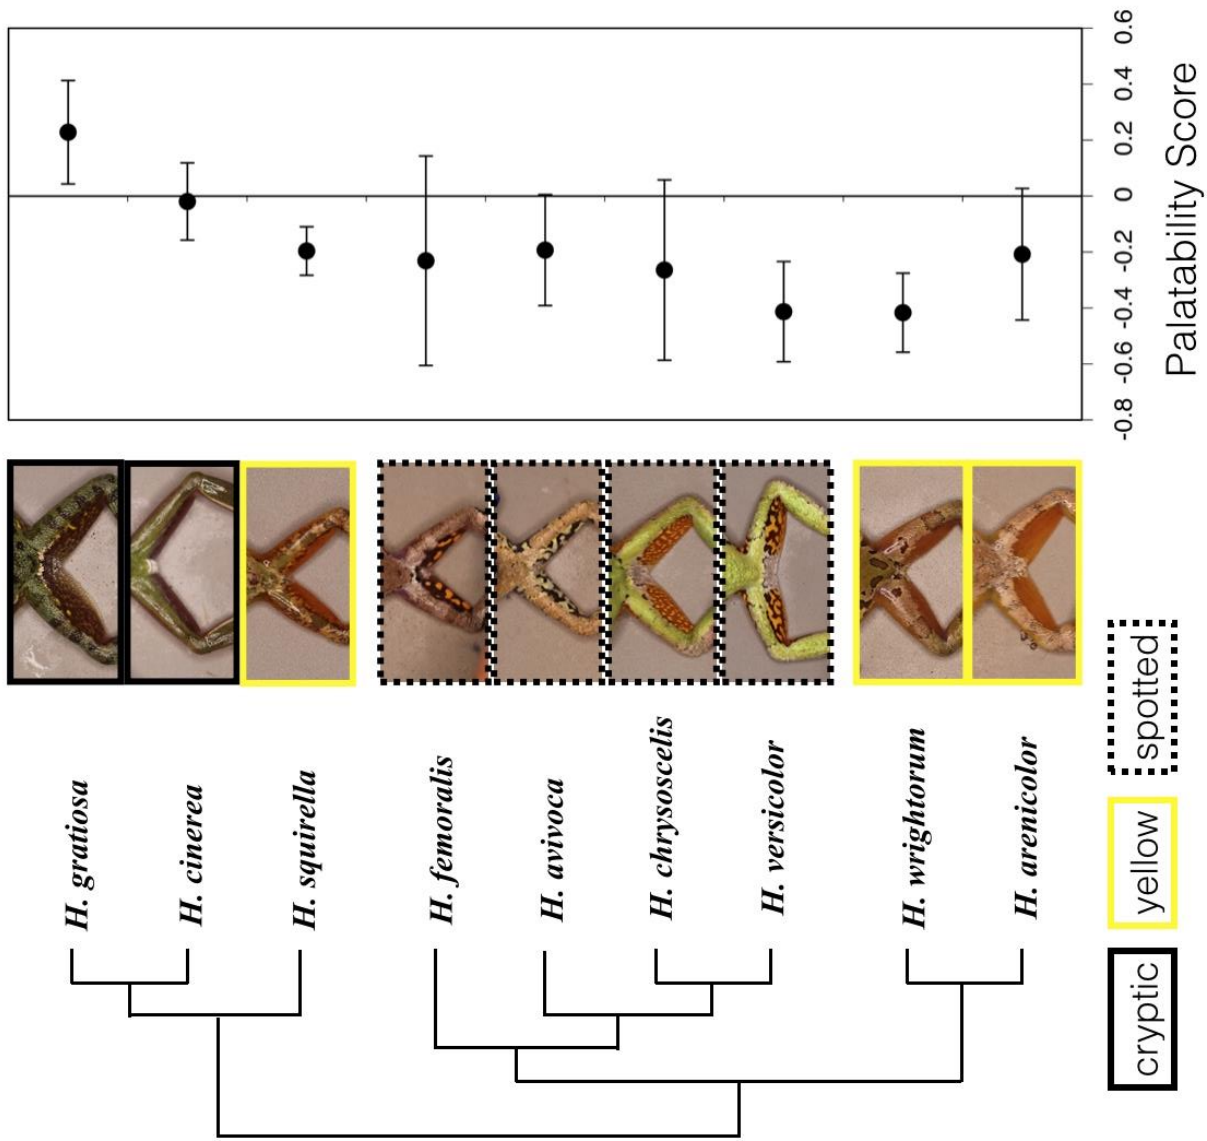 0.6
0.4
0.2
0
-0.2
-0.4
-0.6
-0.8
Palatability Score
H. gratiosa
H. cinerea
H. squirella
H. femoralis
H. avivoca
H. chrysoscelis
H. versicolor
H. wrightorum
H. arenicolor
cryptic
yellow
spotted